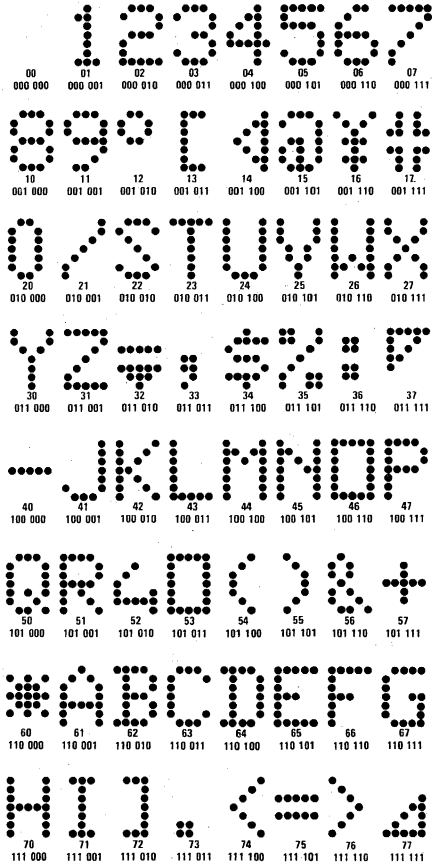 1 2 3 4 5 6 7
00 01 02 03 04 05 06 07
000 000 000 001 000 010 000 011 000 100 000 101 000 110 000 111
8 9 ° [ @ ¥ #
10 11 12 13 14 15 16 17
001 000 001 001 001 010 001 011 001 100 001 101 001 110 001 111
0 / S T U V W X
20 21 22 23 24 25 26 27
010 000 010 001 010 010 010 011 010 100 010 101 010 110 010 111
Y Z ; $ % :
30 31 32 33 34 35 36 37
011 000 011 001 011 010 011 011 011 100 011 101 011 110 011 111
- J K L M N O P
40 41 42 43 44 45 46 47
100 000 100 001 100 010 100 011 100 100 100 101 100 110 100 111
Q R ( ) & +
50 51 52 53 54 55 56 57
101 000 101 001 101 010 101 011 101 100 101 101 101 110 101 111
* A B C D E F G
60 61 62 63 64 65 66 67
110 000 110 001 110 010 110 011 110 100 110 101 110 110 110 111
H I ] . < = >
70 71 72 73 74 75 76 77
111 000 111 001 111 010 111 011 111 100 111 101 111 110 111 111